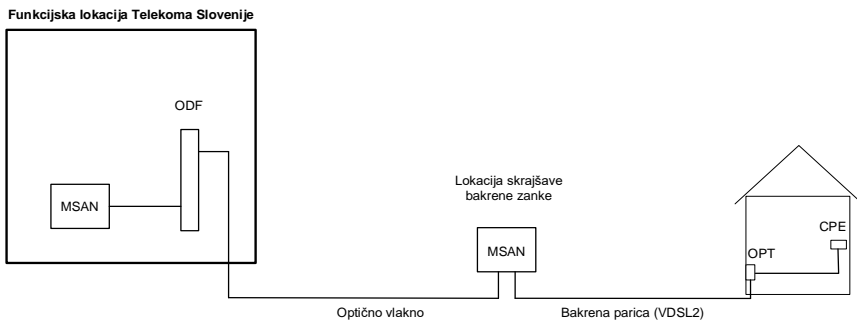 Funkcijska lokacija Telekoma Slovenije
ODF
MSAN
Lokacija skrajšave
bakrene zanke
MSAN
CPE
OPT
Optično vlakno
Bakrena parica (VDSL2)